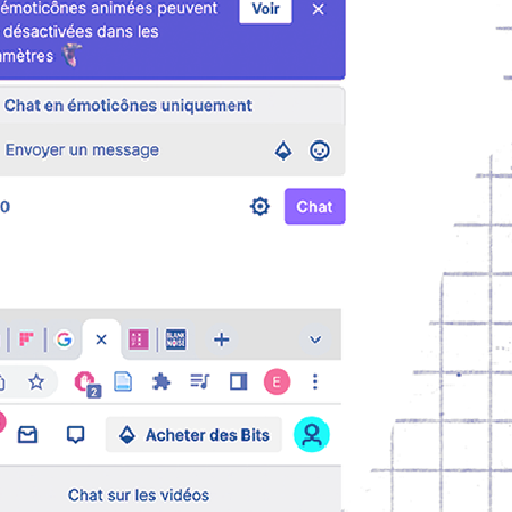 émoticônes animées peuvent
désactivées dans les
mètres
Voir
Chat en émoticônes uniquement
Envoyer un message
0
Chat
G
2
E
Acheter des Bits
Chat sur les vidéos